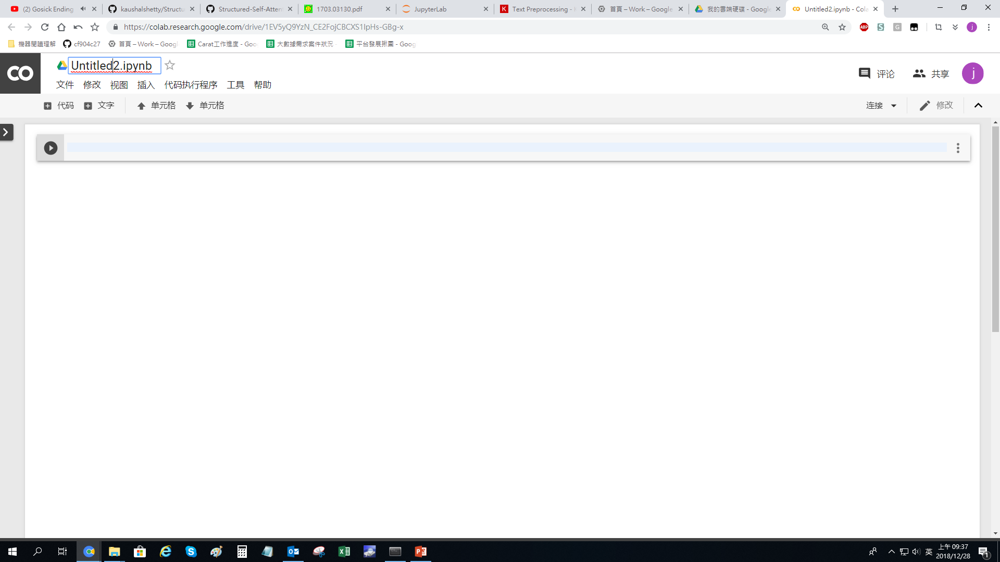 (2) Gosick Ending
kaushalshetty/Structu
Structured-Self-Atten
1703.03130.pdf
JupyterLab
K Text Preprocessing -
首頁 – Work – Google
我的雲端硬碟 - Google
Untitled2.ipynb - Cola
https://colab.research.google.com/drive/1EV5yQ9YzN_CE2FojCBCXS1IpHs-GBg-x
ABP
S
G
j
機器閱讀理解
cf904c27
首頁 – Work – Googl
Carat工作進度 - Goo
大數據需求案件狀況 -
平台發展揪團 - Goog
CO
Untitled2.ipynb
文件 修改 视图 插入 代码执行程序 工具 帮助
评论
共享
j
代码 文字 单元格 单元格
连接
修改
英
上午 09:37
2018/12/28
1